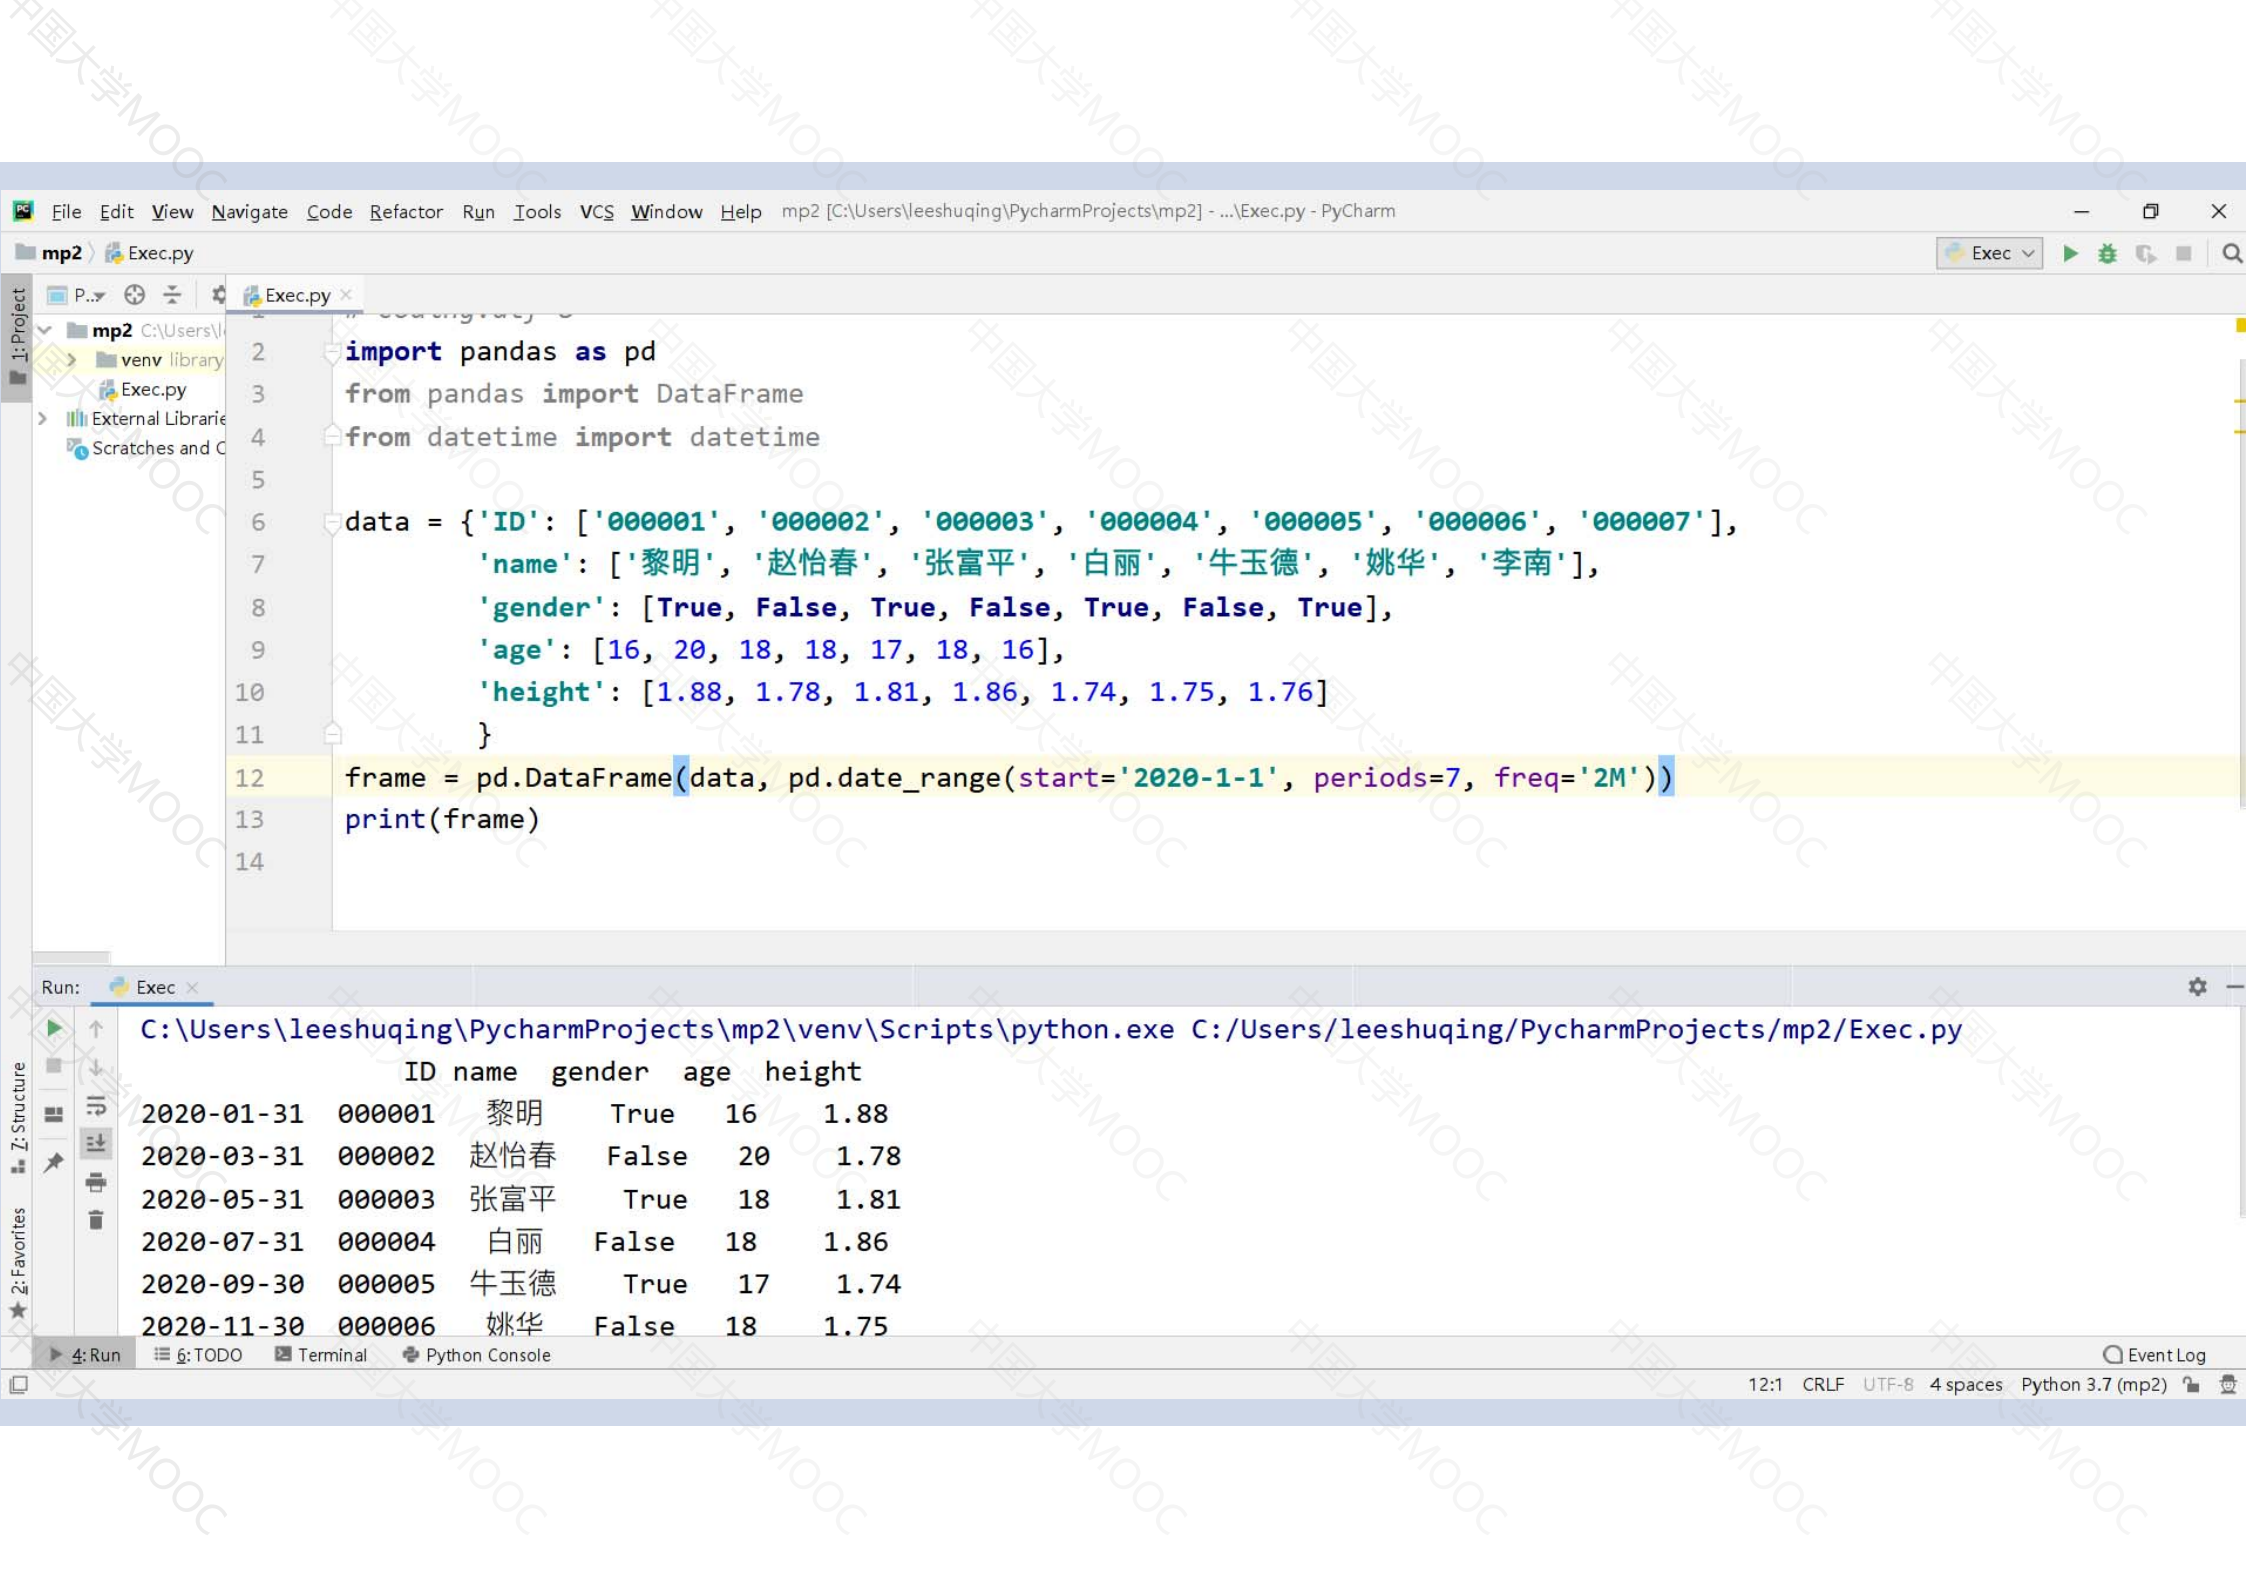 File Edit View Navigate Code Refactor Run Tools VCS Window Help mp2 [C:\Users\leeshuqing\PycharmProjects\mp2] - ...\Exec.py - PyCharm
mp2 Exec.py Exec
1: Project P.. Exec.py
mp2 C:\Users\l
venv library
Exec.py
External Librarie
Scratches and C
2 import pandas as pd
3 from pandas import DataFrame
4 from datetime import datetime
5
6 data = {'ID': ['000001', '000002', '000003', '000004', '000005', '000006', '000007'],
7 'name': ['黎明', '赵怡春', '张富平', '白丽', '牛玉德', '姚华', '李南'],
8 'gender': [True, False, True, False, True, False, True],
9 'age': [16, 20, 18, 18, 17, 18, 16],
10 'height': [1.88, 1.78, 1.81, 1.86, 1.74, 1.75, 1.76]
11 }
12 frame = pd.DataFrame(data, pd.date_range(start='2020-1-1', periods=7, freq='2M'))
13 print(frame)
14
Run: Exec
C:\Users\leeshuqing\PycharmProjects\mp2\venv\Scripts\python.exe C:/Users/leeshuqing/PycharmProjects/mp2/Exec.py
ID name gender age height
2020-01-31 000001 黎明 True 16 1.88
2020-03-31 000002 赵怡春 False 20 1.78
2020-05-31 000003 张富平 True 18 1.81
2020-07-31 000004 白丽 False 18 1.86
2020-09-30 000005 牛玉德 True 17 1.74
2020-11-30 000006 姚华 False 18 1.75
Z: Structure
2: Favorites
4: Run 6: TODO Terminal Python Console Event Log
12:1 CRLF UTF-8 4 spaces Python 3.7 (mp2)
中国大学MOOC